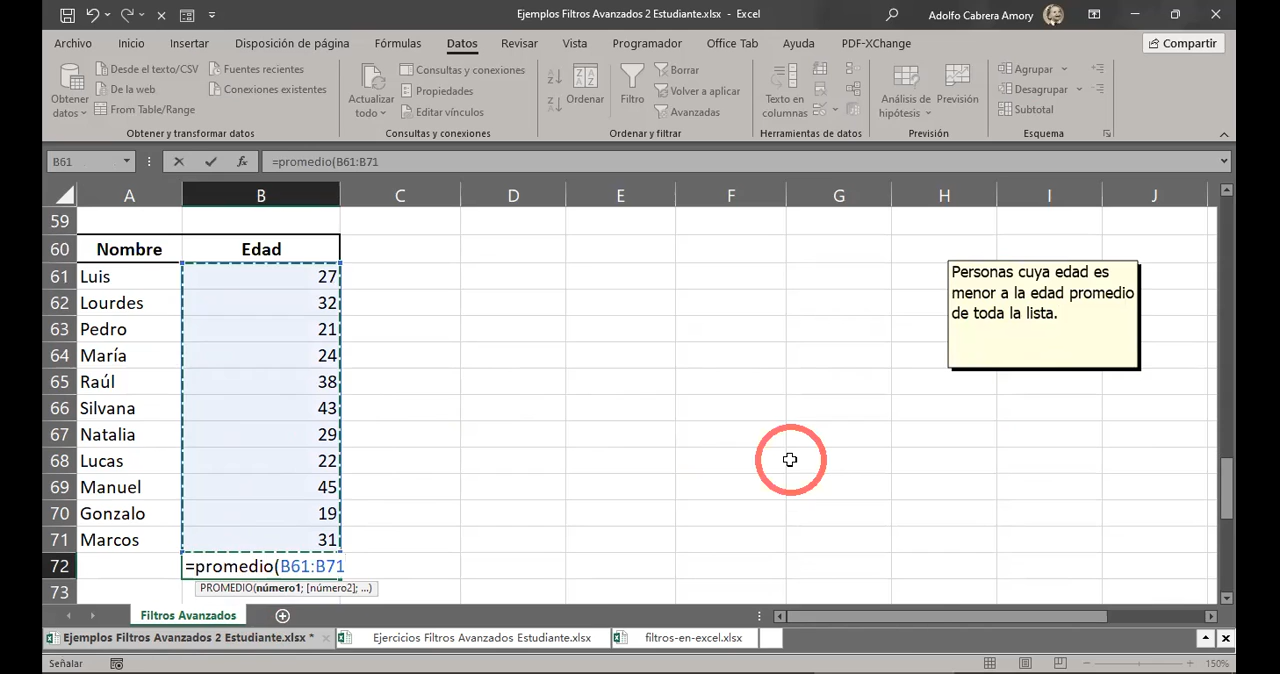 Ejemplos Filtros Avanzados 2 Estudiante.xlsx - Excel
Adolfo Cabrera Amory
Archivo Inicio Insertar Disposición de página Fórmulas Datos Revisar Vista Programador Office Tab Ayuda PDF-XChange Compartir
Obtener datos
Desde el texto/CSV
De la web
From Table/Range
Fuentes recientes
Conexiones existentes
Obtener y transformar datos
Actualizar todo
Consultas y conexiones
Propiedades
Editar vínculos
Consultas y conexiones
Ordenar
Filtro
Borrar
Volver a aplicar
Avanzadas
Ordenar y filtrar
Texto en columnas
Herramientas de datos
Análisis de hipótesis
Previsión
Previsión
Agrupar
Desagrupar
Subtotal
Esquema
B61 fx =promedio(B61:B71
A B C D E F G H I J
59
60 Nombre Edad
61 Luis 27
62 Lourdes 32
63 Pedro 21
64 María 24
65 Raúl 38
66 Silvana 43
67 Natalia 29
68 Lucas 22
69 Manuel 45
70 Gonzalo 19
71 Marcos 31
72 =promedio(B61:B71
73
PROMEDIO(número1; [número2]; ...)
Personas cuya edad es
menor a la edad promedio
de toda la lista.
Filtros Avanzados
Ejemplos Filtros Avanzados 2 Estudiante.xlsx *
Ejercicios Filtros Avanzados Estudiante.xlsx
filtros-en-excel.xlsx
Señalar
150%